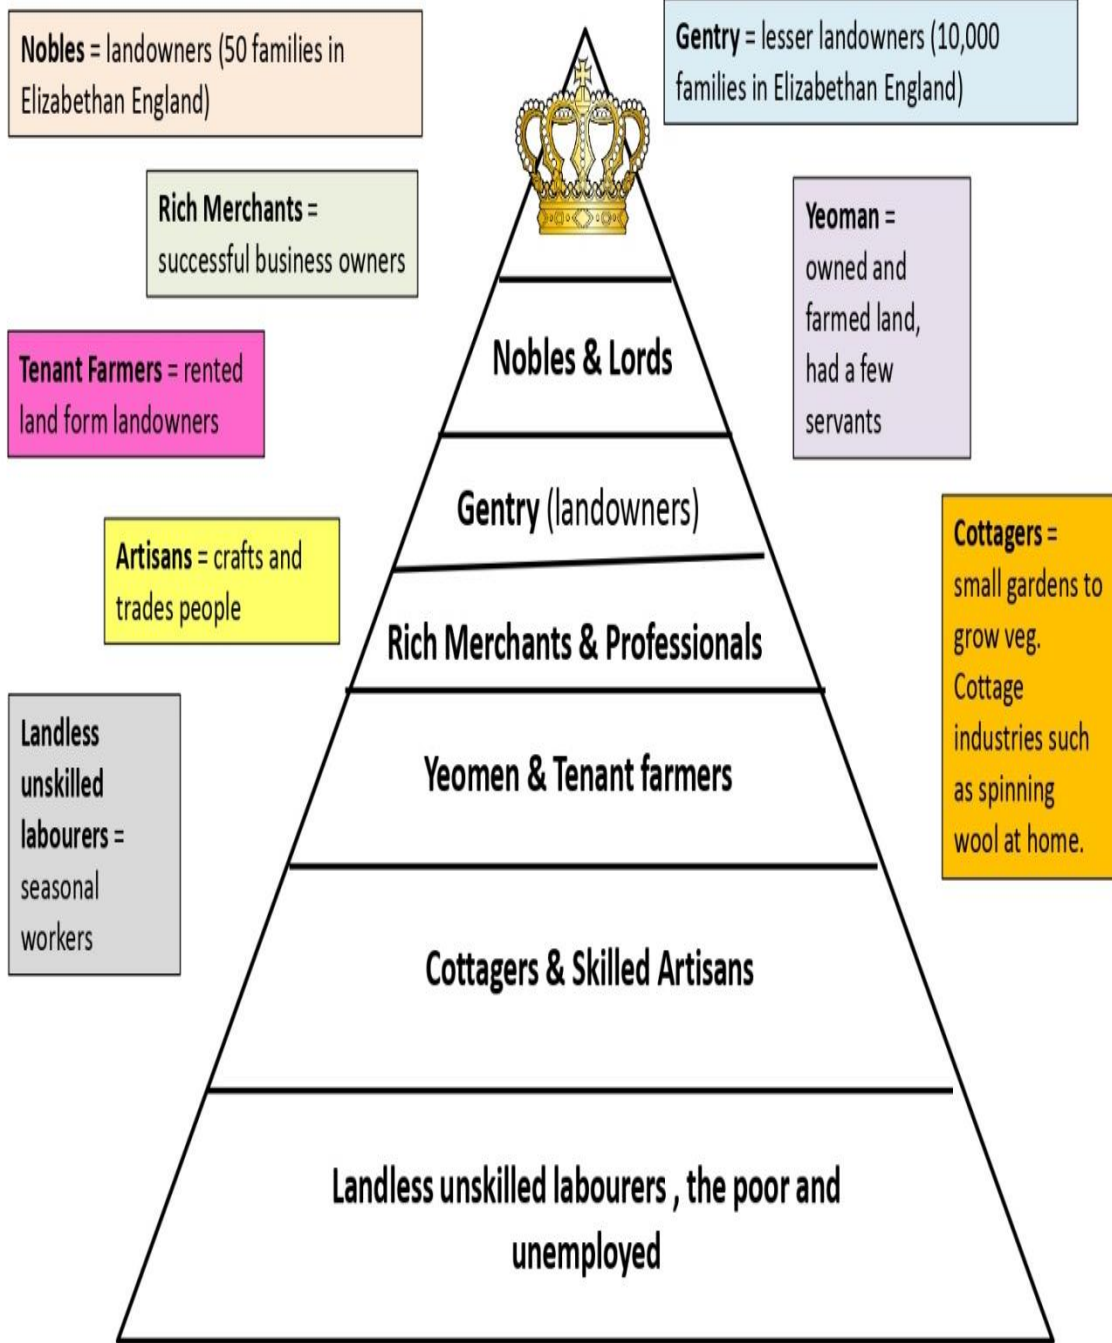 Nobles = landowners (50 families in
Elizabethan England)
Gentry = lesser landowners (10,000
families in Elizabethan England)
Rich Merchants =
successful business owners
Yeoman =
owned and
farmed land,
had a few
servants
Tenant Farmers = rented
land form landowners
Artisans = crafts and
trades people
Cottagers =
small gardens to
grow veg.
Cottage
industries such
as spinning
wool at home.
Landless
unskilled
labourers =
seasonal
workers
Nobles & Lords
Gentry (landowners)
Rich Merchants & Professionals
Yeomen & Tenant farmers
Cottagers & Skilled Artisans
Landless unskilled labourers , the poor and
unemployed